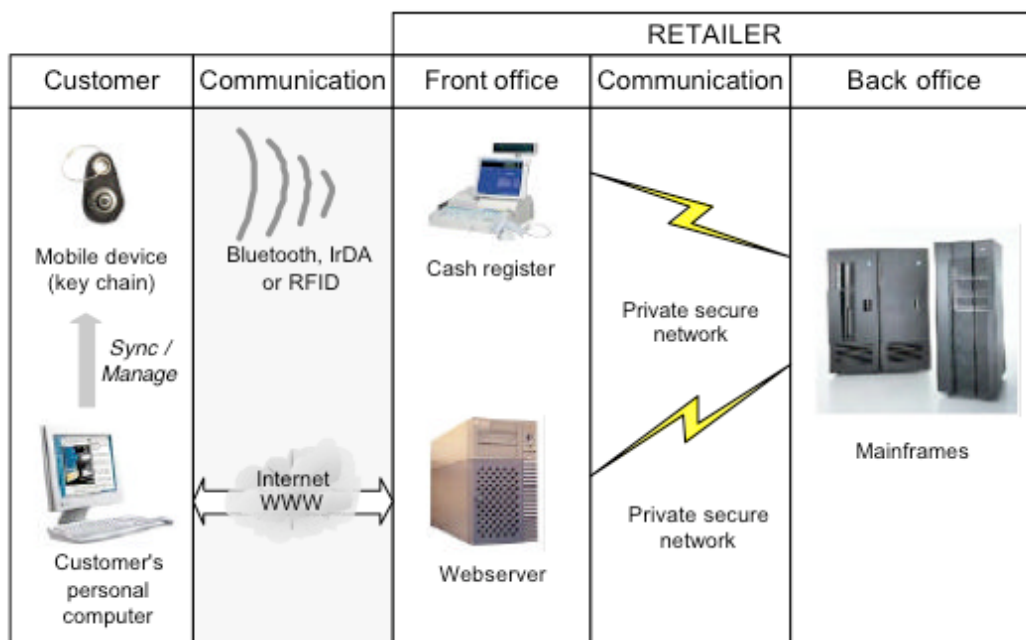 RETAILER
Customer
Communication
Front office
Communication
Back office
Mobile device
(key chain)
Bluetooth, IrDA
or RFID
Cash register
Private secure
network
Sync /
Manage
Mainframes
Internet
WWW
Private secure
network
Customer's
personal
computer
Webserver